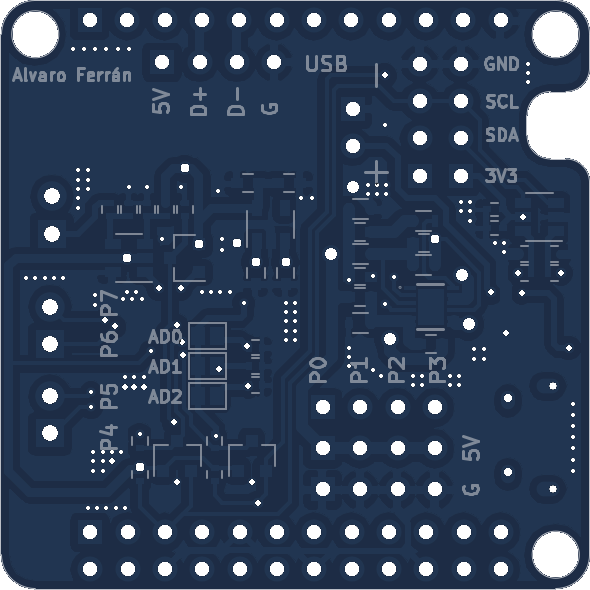 USB
GND
Alvaro Ferrán
5V D+ D- G
SCL
SDA
3V3
P7
P6
AD0
AD1
P0 P1 P2 P3
AD2
P5
P4
5V
G